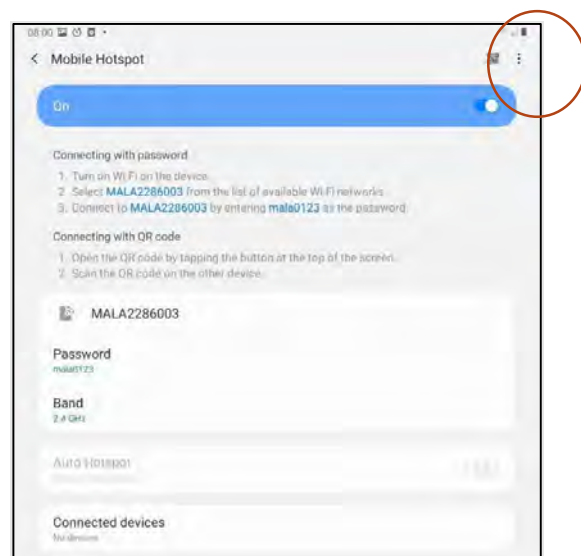 08:00
Mobile Hotspot
On
Connecting with password
1. Turn on Wi-Fi on the device.
2. Select MALA2286003 from the list of available Wi-Fi networks.
3. Connect to MALA2286003 by entering mala0123 as the password.
Connecting with QR code
1. Open the QR code by tapping the button at the top of the screen.
2. Scan the QR code on the other device.
MALA2286003
Password
mala0123
Band
2.4 GHz
Auto Hotspot
Connected devices
No devices